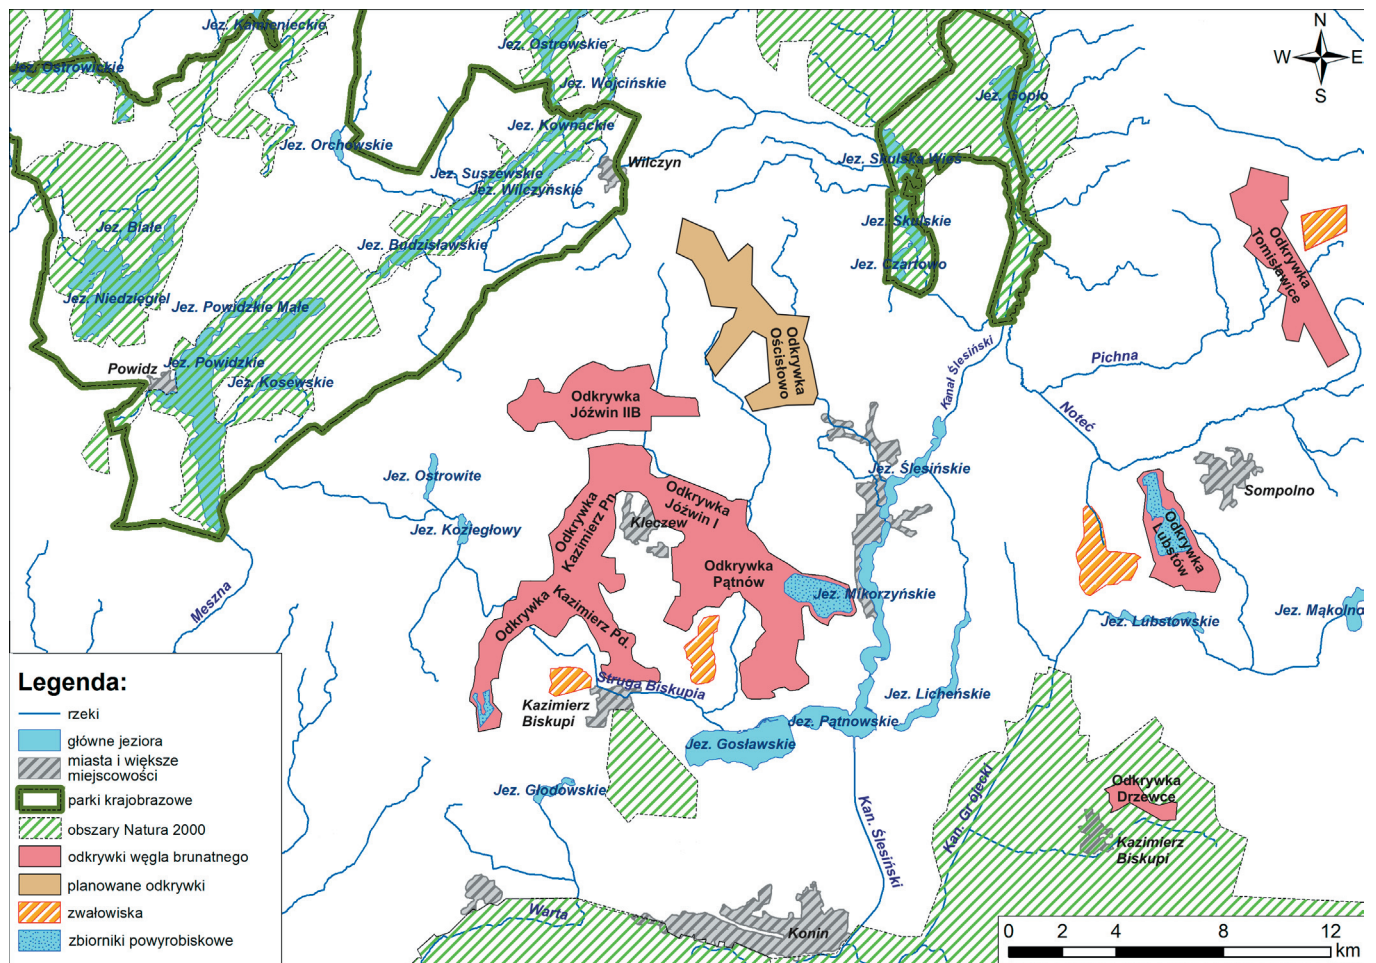 Jez. Kamienieckie
Jez. Ostrowickie
Jez. Ostrowskie
Jez. Wójcińskie
Jez. Gopło
N
W
E
S
Jez. Kownackie
Jez. Orchowskie
Wilczyn
Jez. Skulska Wieś
Jez. Suszewskie
Jez. Wilczyńskie
Jez. Białe
Jez. Budzisławskie
Jez. Skulskie
Jez. Czartowo
Odkrywka
Tomisławice
Jez. Niedzięgiel
Jez. Powidzkie Małe
Odkrywka
Ościsłowo
Kanał Ślesiński
Pichna
Powidz
Jez. Powidzkie
Jez. Kosewskie
Odkrywka
Jóźwin IIB
Noteć
Jez. Ostrowite
Jez. Ślesińskie
Sompolno
Odkrywka
Jóźwin I
Odkrywka
Kazimierz Pn.
Kleczew
Jez. Koziegłowy
Odkrywka
Lubstów
Odkrywka
Pątnów
Meszna
Jez. Mikorzyńskie
Odkrywka
Kazimierz Pd.
Jez. Lubstowskie
Jez. Mąkolno
Struga Biskupia
Jez. Licheńskie
Kazimierz
Biskupi
Jez. Pątnowskie
Jez. Gosławskie
Jez. Głodowskie
Kan. Ślesiński
Kan. Grójecki
Odkrywka
Drzewce
Kazimierz
Biskupi
Warta
Konin
Legenda:
rzeki
główne jeziora
miasta i większe
miejscowości
parki krajobrazowe
obszary Natura 2000
odkrywki węgla brunatnego
planowane odkrywki
zwałowiska
zbiorniki powyrobiskowe
0 2 4 8 12
km